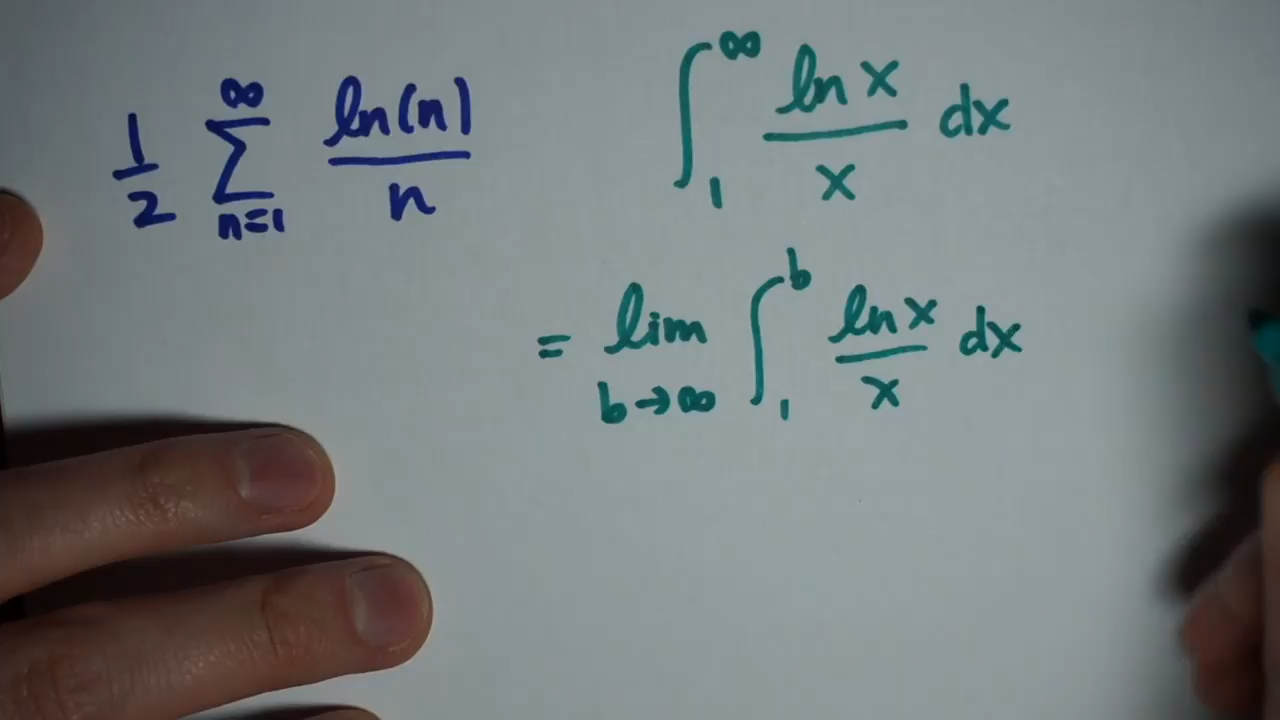 1/2 ∑_{n=1}^{∞} ln(n)/n
∫_1^∞ ln x / x dx
= lim_{b→∞} ∫_1^b ln x / x dx